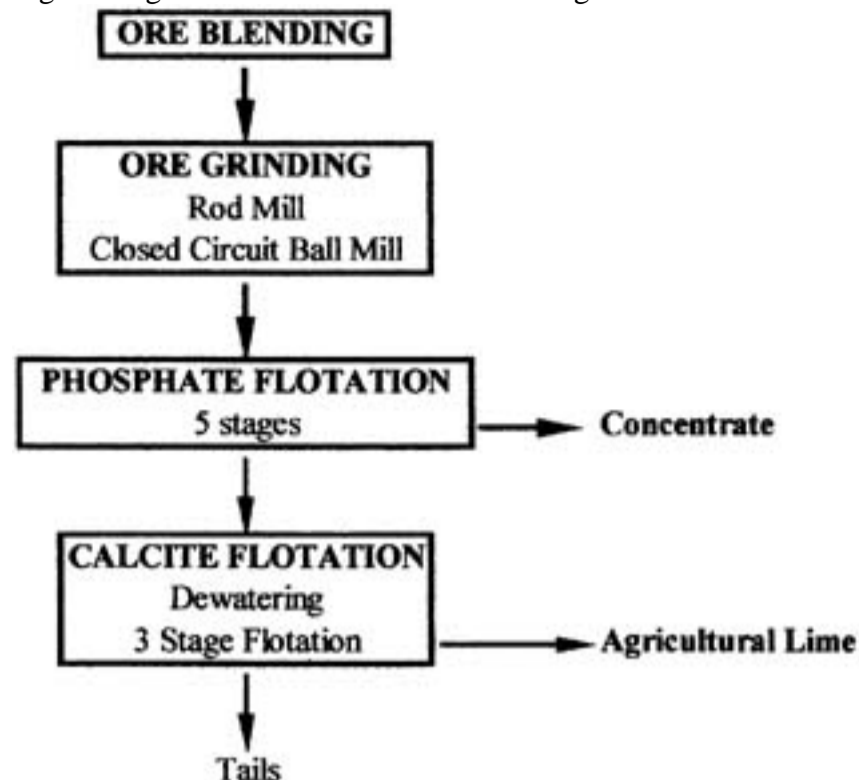 ORE BLENDING
ORE GRINDING
Rod Mill
Closed Circuit Ball Mill
PHOSPHATE FLOTATION
5 stages
Concentrate
CALCITE FLOTATION
Dewatering
3 Stage Flotation
Agricultural Lime
Tails